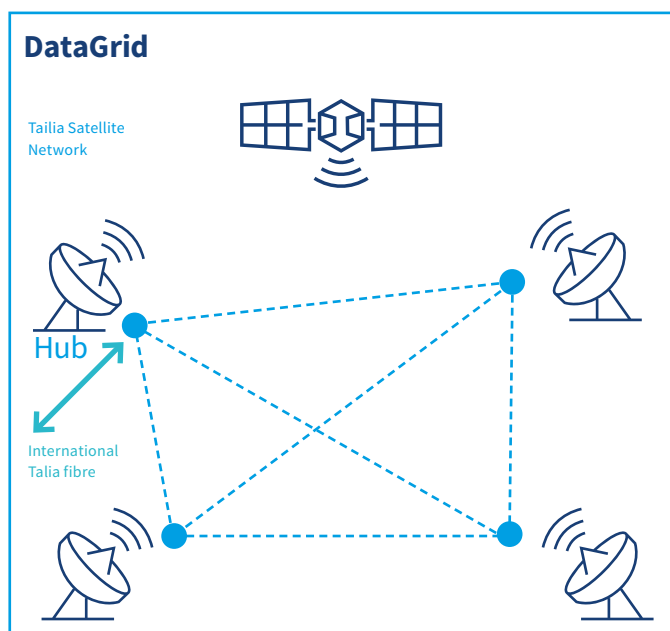 DataGrid
Tailia Satellite
Network
Hub
International
Talia fibre